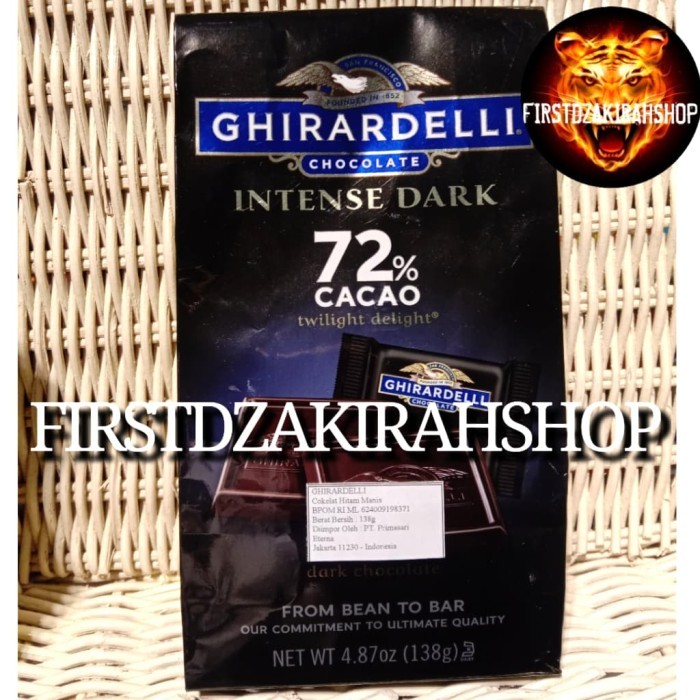 FIRSTDZAKIRAHSHOP
SAN FRANCISCO
FOUNDED IN 1852
GHIRARDELLI®
CHOCOLATE
INTENSE DARK
72%
CACAO
twilight delight®
GHIRARDELLI
CHOCOLATE
FIRSTDZAKIRAHSHOP
GHIRARDELLI
Cokelat Hitam Manis
BPOM RI ML 624009198371
Berat Bersih : 138g
Diimpor Oleh : PT. Primasari
Eterna
Jakarta 11230 - Indonesia
dark chocolate
FROM BEAN TO BAR
OUR COMMITMENT TO ULTIMATE QUALITY
NET WT 4.87oz (138g)